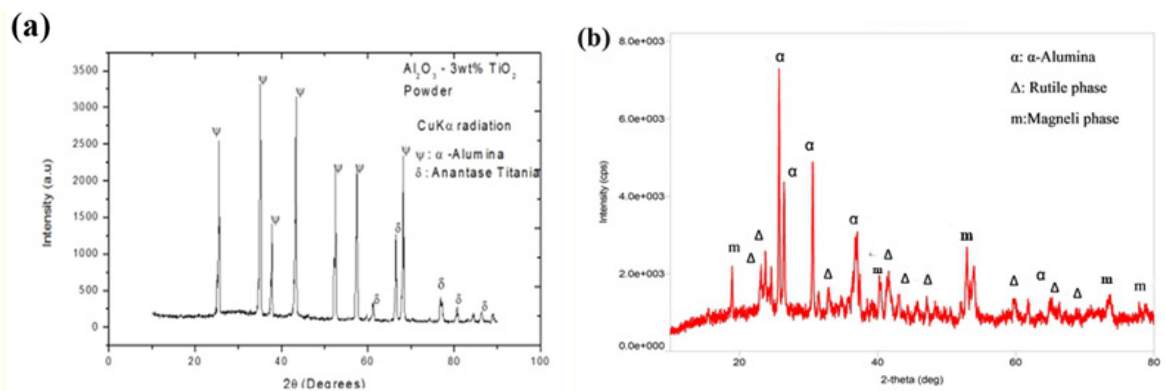 (a)
Al₂O₃ - 3wt% TiO₂
Powder
CuKα radiation
ψ : α -Alumina
δ : Anantase Titania
ψ ψ ψ ψ ψ ψ ψ ψ
δ δ δ δ δ
3500
3000
2500
2000
1500
1000
500
0
Intensity (a.u)
0 20 40 60 80 100
2θ (Degrees)
(b)
α: α-Alumina
Δ: Rutile phase
m:Magneli phase
α α α α α
m Δ Δ Δ m Δ Δ Δ m Δ Δ Δ m m
8.0e+003
6.0e+003
4.0e+003
2.0e+003
0.0e+000
Intensity (cps)
20 40 60 80
2-theta (deg)